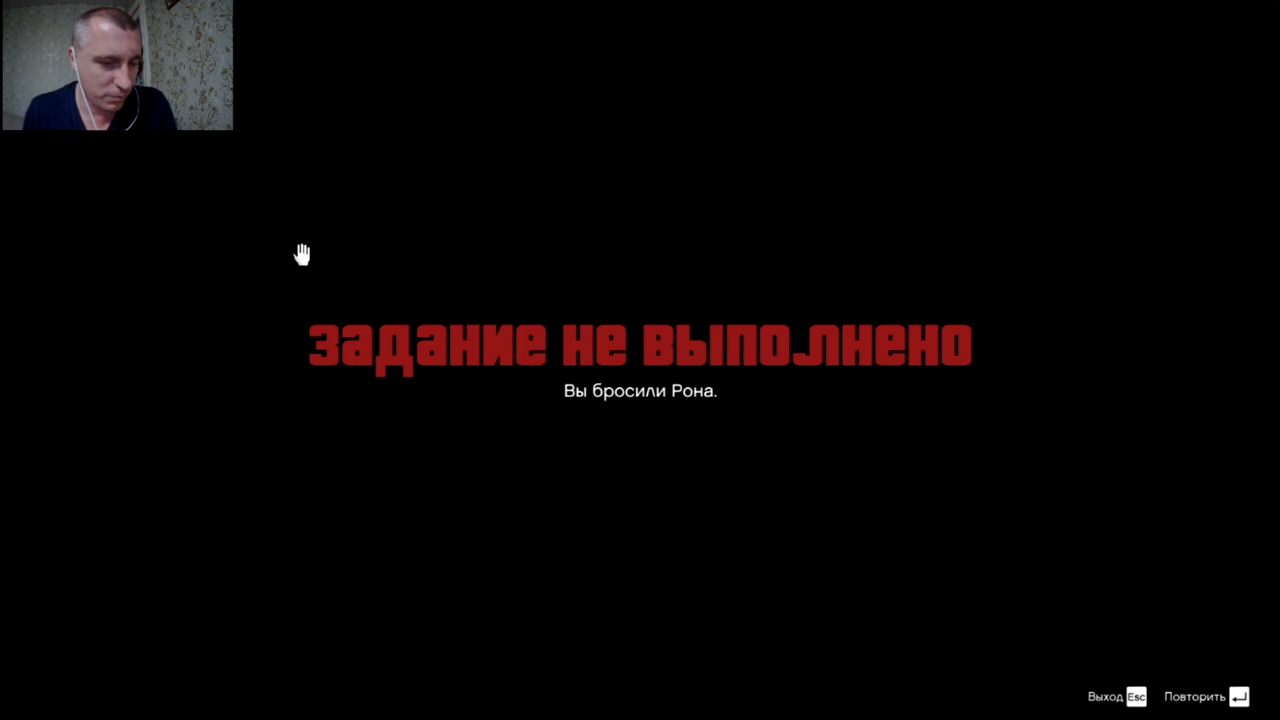 задание не выполнено
Вы бросили Рона.
Выход Esc Повторить